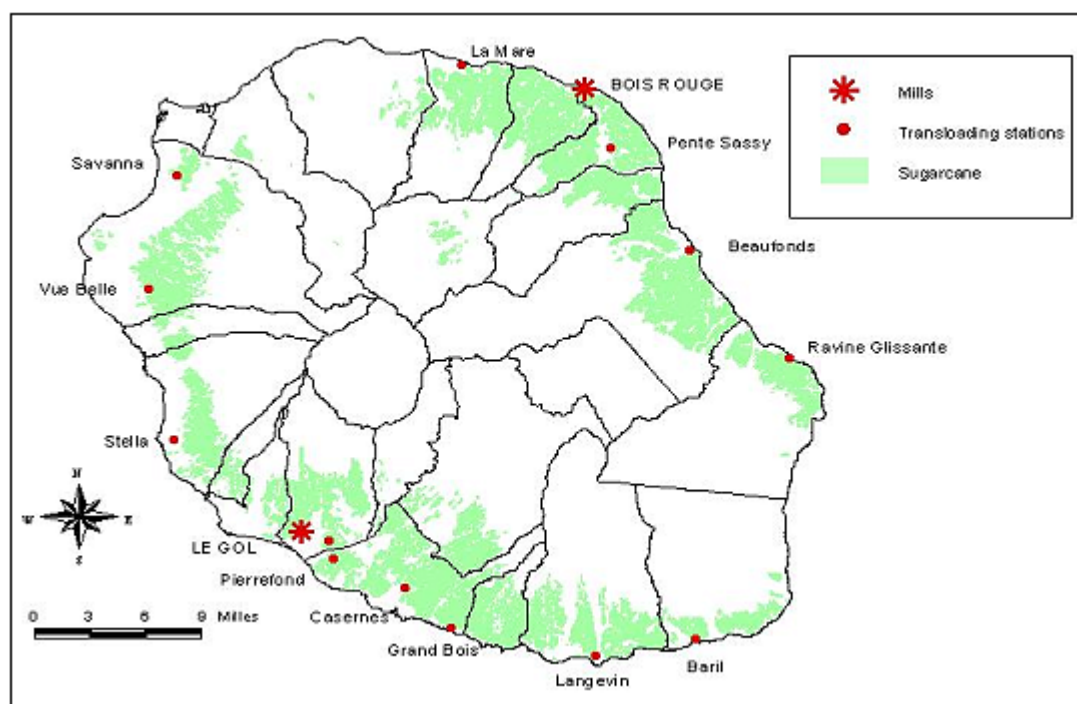 La Mare
BOIS ROUGE
Mills
Transloading stations
Sugarcane
Pente Sassy
Savanna
Beaufonds
Vue Belle
Ravine Glissante
Stella
N
W E
S
LE GOL
Pierrefond
0 3 6 9 Milles
Casernes
Grand Bois
Baril
Langevin